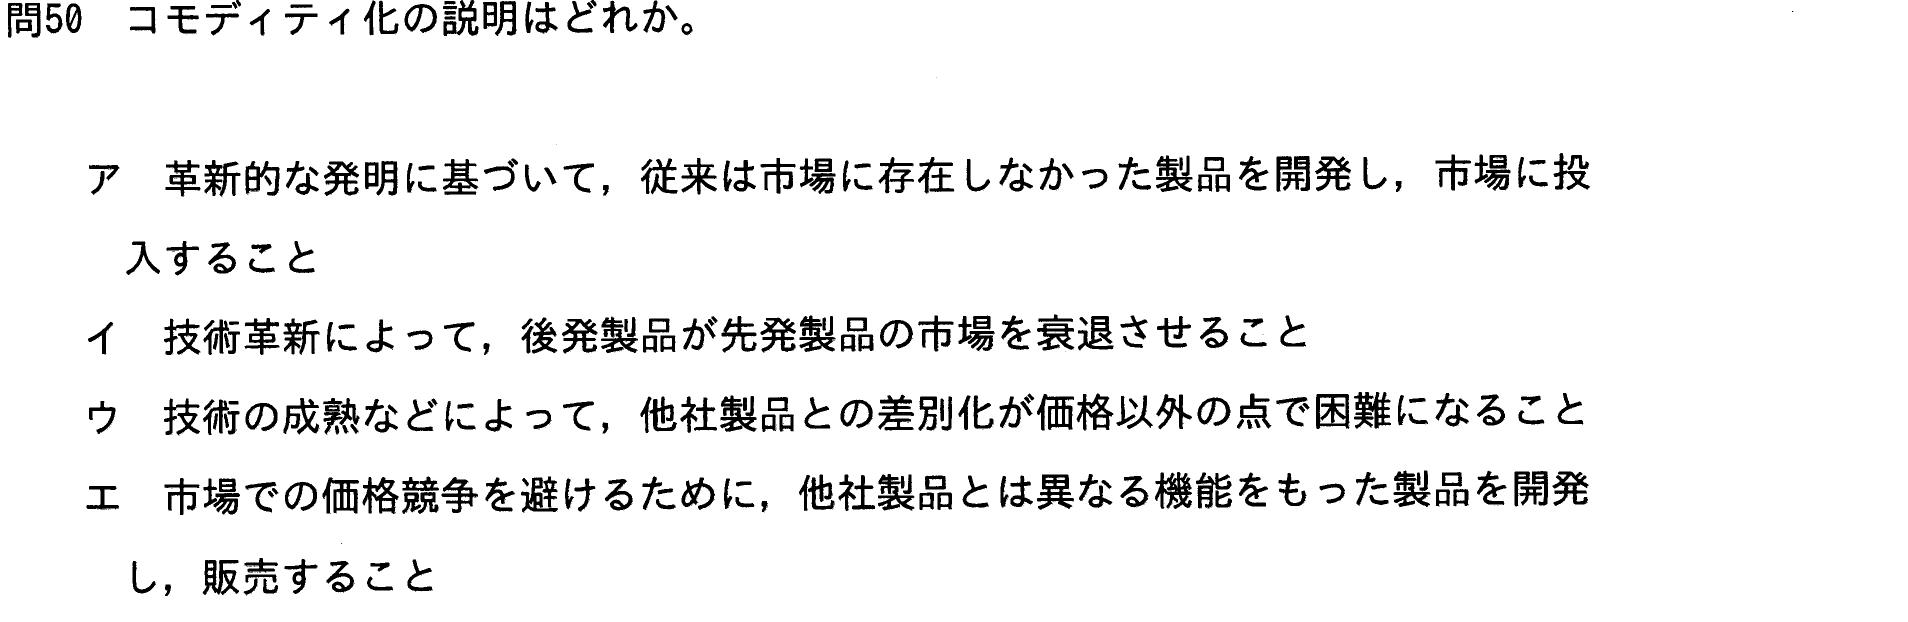 問50　コモディティ化の説明はどれか。
ア　革新的な発明に基づいて，従来は市場に存在しなかった製品を開発し，市場に投
入すること
イ　技術革新によって，後発製品が先発製品の市場を衰退させること
ウ　技術の成熟などによって，他社製品との差別化が価格以外の点で困難になること
エ　市場での価格競争を避けるために，他社製品とは異なる機能をもった製品を開発
し，販売すること